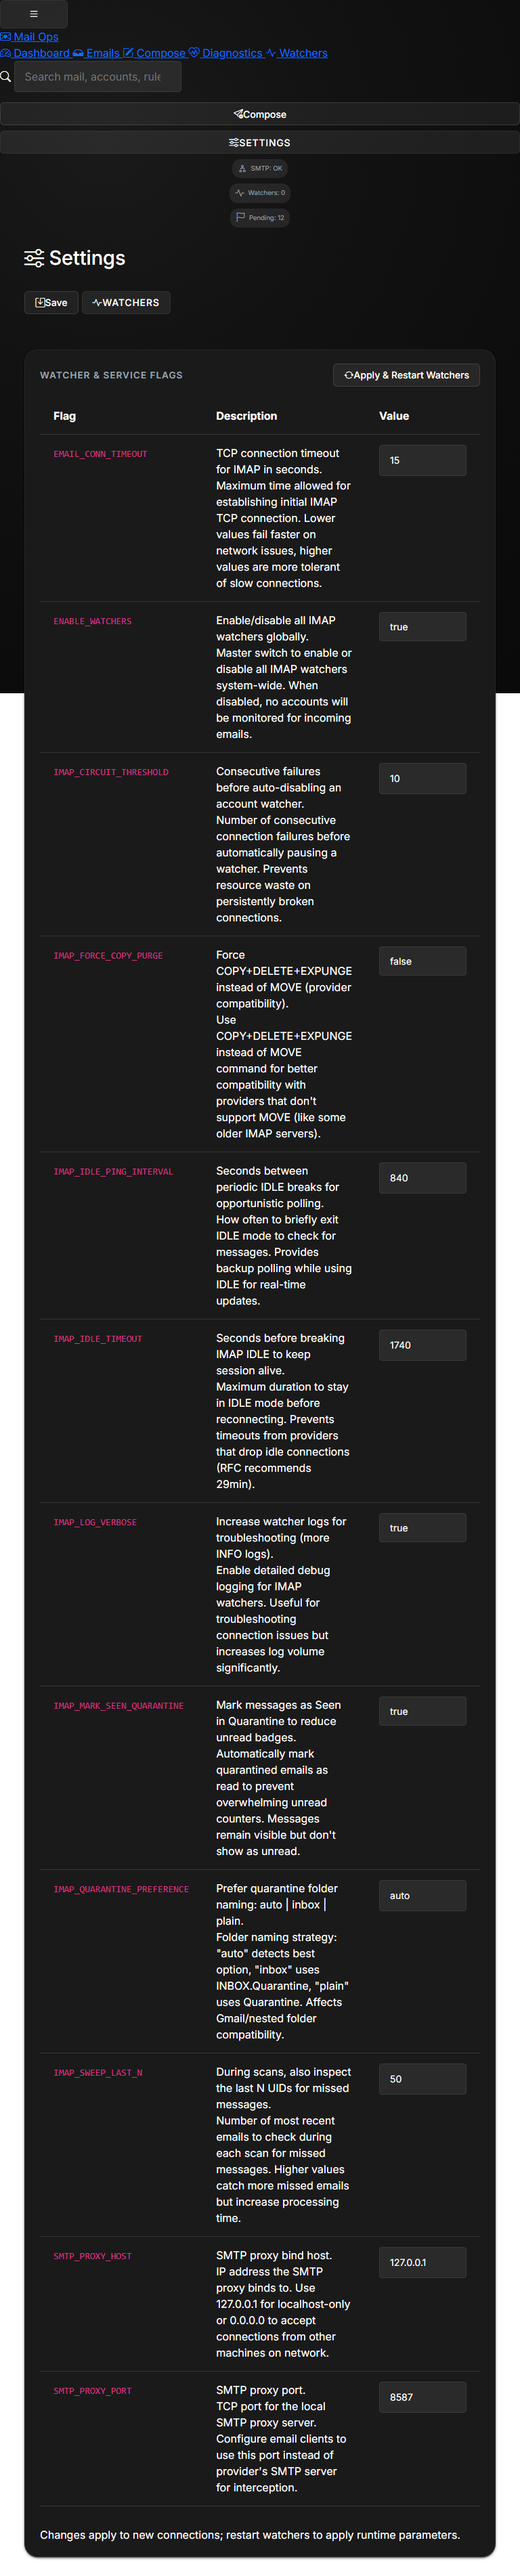 Mail Ops
Dashboard Emails Compose Diagnostics Watchers
Search mail, accounts, rule
Compose
SETTINGS
SMTP: OK
Watchers: 0
Pending: 12
Settings
Save WATCHERS
WATCHER & SERVICE FLAGS Apply & Restart Watchers
Flag Description Value
EMAIL_CONN_TIMEOUT TCP connection timeout 15
for IMAP in seconds.
Maximum time allowed for
establishing initial IMAP
TCP connection. Lower
values fail faster on
network issues, higher
values are more tolerant
of slow connections.
ENABLE_WATCHERS Enable/disable all IMAP true
watchers globally.
Master switch to enable or
disable all IMAP watchers
system-wide. When
disabled, no accounts will
be monitored for incoming
emails.
IMAP_CIRCUIT_THRESHOLD Consecutive failures 10
before auto-disabling an
account watcher.
Number of consecutive
connection failures before
automatically pausing a
watcher. Prevents
resource waste on
persistently broken
connections.
IMAP_FORCE_COPY_PURGE Force false
COPY+DELETE+EXPUNGE
instead of MOVE (provider
compatibility).
Use
COPY+DELETE+EXPUNGE
instead of MOVE
command for better
compatibility with
providers that don't
support MOVE (like some
older IMAP servers).
IMAP_IDLE_PING_INTERVAL Seconds between 840
periodic IDLE breaks for
opportunistic polling.
How often to briefly exit
IDLE mode to check for
messages. Provides
backup polling while using
IDLE for real-time
updates.
IMAP_IDLE_TIMEOUT Seconds before breaking 1740
IMAP IDLE to keep
session alive.
Maximum duration to stay
in IDLE mode before
reconnecting. Prevents
timeouts from providers
that drop idle connections
(RFC recommends
29min).
IMAP_LOG_VERBOSE Increase watcher logs for true
troubleshooting (more
INFO logs).
Enable detailed debug
logging for IMAP
watchers. Useful for
troubleshooting
connection issues but
increases log volume
significantly.
IMAP_MARK_SEEN_QUARANTINE Mark messages as Seen true
in Quarantine to reduce
unread badges.
Automatically mark
quarantined emails as
read to prevent
overwhelming unread
counters. Messages
remain visible but don't
show as unread.
IMAP_QUARANTINE_PREFERENCE Prefer quarantine folder auto
naming: auto | inbox |
plain.
Folder naming strategy:
"auto" detects best
option, "inbox" uses
INBOX.Quarantine, "plain"
uses Quarantine. Affects
Gmail/nested folder
compatibility.
IMAP_SWEEP_LAST_N During scans, also inspect 50
the last N UIDs for missed
messages.
Number of most recent
emails to check during
each scan for missed
messages. Higher values
catch more missed emails
but increase processing
time.
SMTP_PROXY_HOST SMTP proxy bind host. 127.0.0.1
IP address the SMTP
proxy binds to. Use
127.0.0.1 for localhost-only
or 0.0.0.0 to accept
connections from other
machines on network.
SMTP_PROXY_PORT SMTP proxy port. 8587
TCP port for the local
SMTP proxy server.
Configure email clients to
use this port instead of
provider's SMTP server
for interception.
Changes apply to new connections; restart watchers to apply runtime parameters.